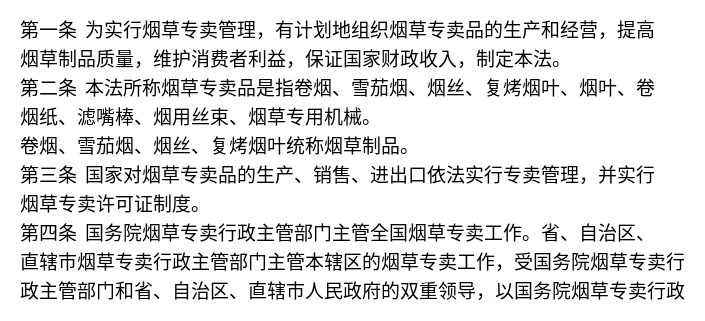 第一条 为实行烟草专卖管理，有计划地组织烟草专卖品的生产和经营，提高
烟草制品质量，维护消费者利益，保证国家财政收入，制定本法。
第二条 本法所称烟草专卖品是指卷烟、雪茄烟、烟丝、复烤烟叶、烟叶、卷
烟纸、滤嘴棒、烟用丝束、烟草专用机械。
卷烟、雪茄烟、烟丝、复烤烟叶统称烟草制品。
第三条 国家对烟草专卖品的生产、销售、进出口依法实行专卖管理，并实行
烟草专卖许可证制度。
第四条 国务院烟草专卖行政主管部门主管全国烟草专卖工作。省、自治区、
直辖市烟草专卖行政主管部门主管本辖区的烟草专卖工作，受国务院烟草专卖行
政主管部门和省、自治区、直辖市人民政府的双重领导，以国务院烟草专卖行政